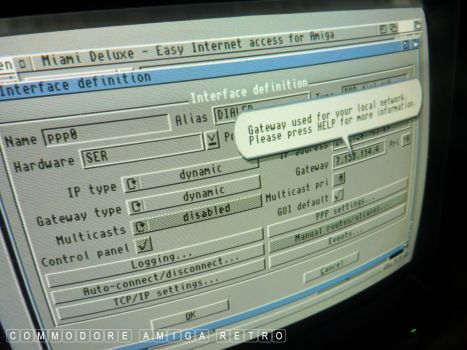 Miami Deluxe - Easy Internet access for Amiga
Interface definition
Interface definition
Name ppp0
Alias DIALER
Hardware SER
Gateway used for your local network.
Please press HELP for more information.
IP type dynamic
IP address
Gateway type dynamic
Gateway
Pri
Multicasts disabled
Multicast pri 0
Control panel
GUI default
Logging...
PPP settings...
Auto-connect/disconnect...
Manual routes/aliases...
TCP/IP settings...
Events...
OK
Cancel
COMMODORE AMIGA RETRO